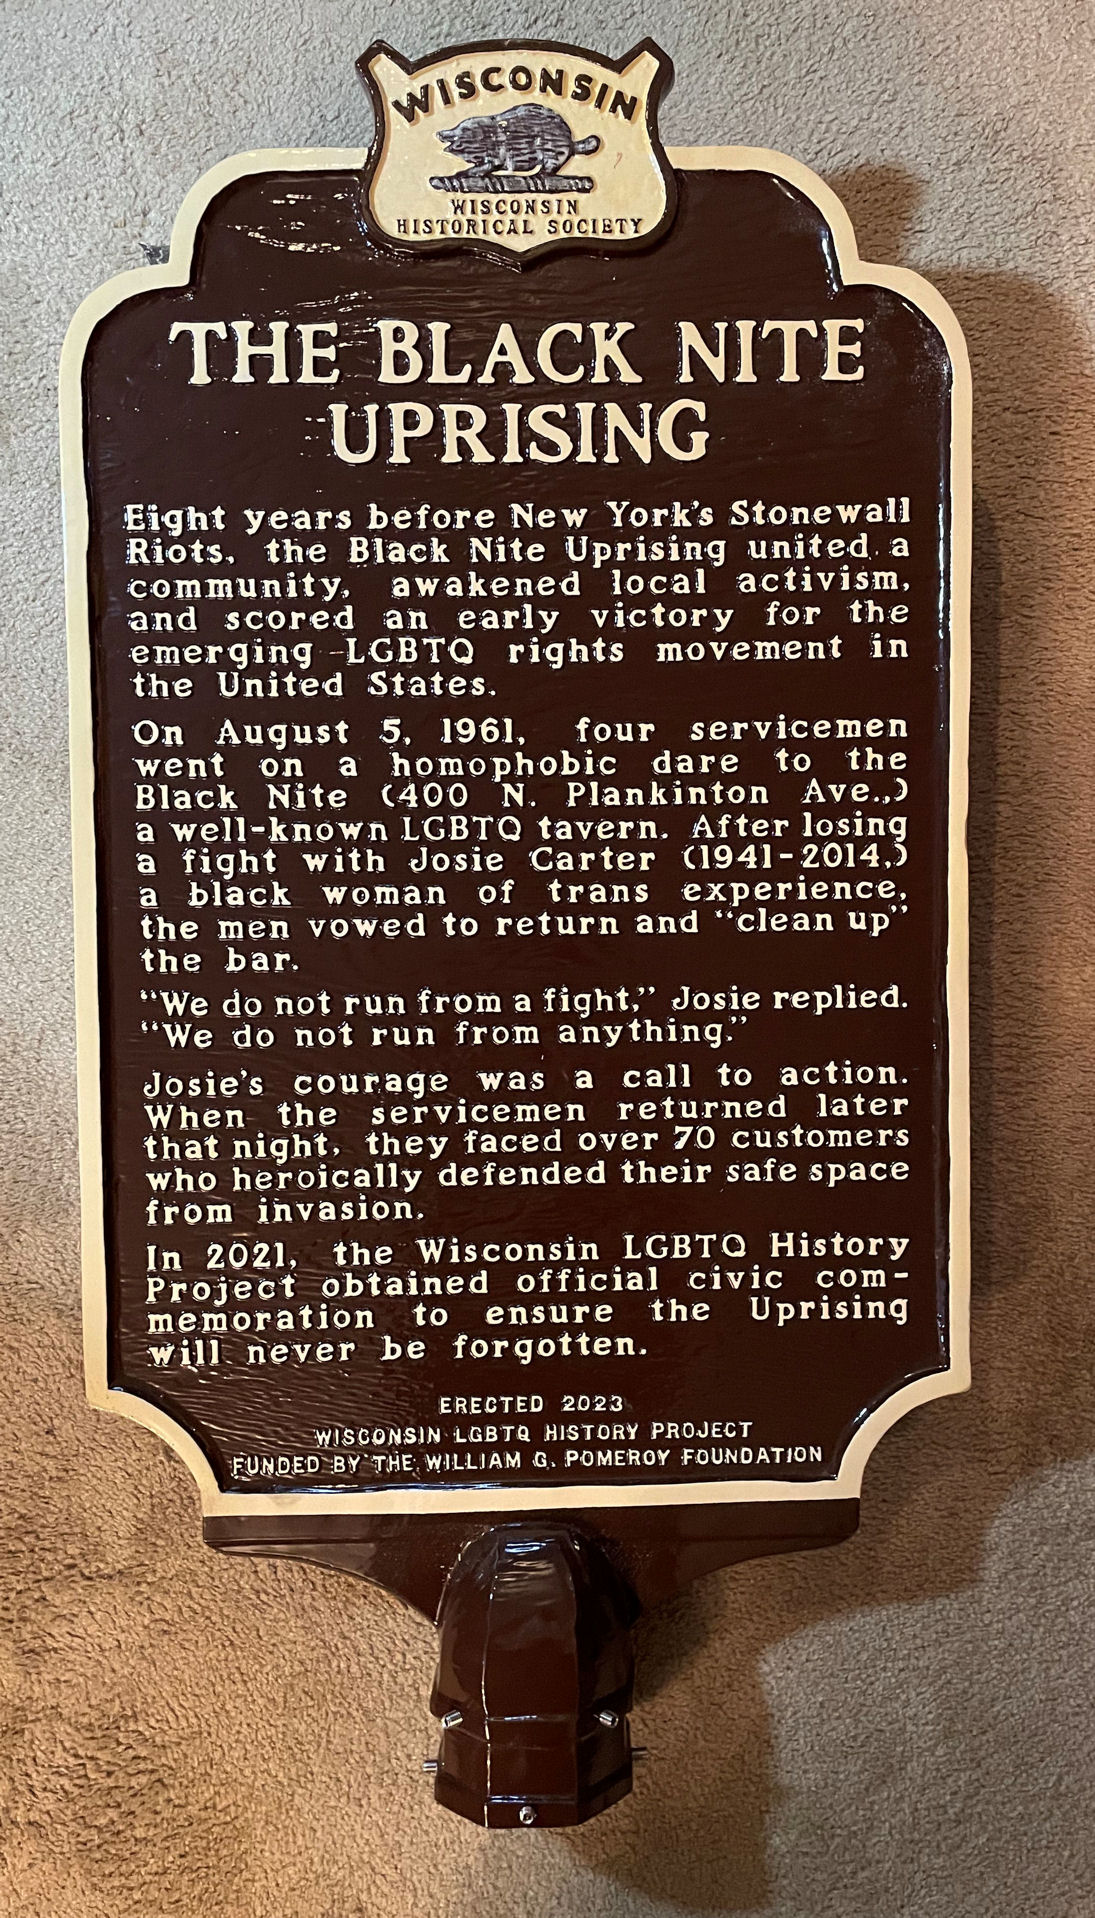 WISCONSIN
WISCONSIN
HISTORICAL SOCIETY
THE BLACK NITE
UPRISING
Eight years before New York's Stonewall
Riots, the Black Nite Uprising united a
community, awakened local activism,
and scored an early victory for the
emerging LGBTQ rights movement in
the United States.
On August 5, 1961, four servicemen
went on a homophobic dare to the
Black Nite (400 N. Plankinton Ave.,)
a well-known LGBTQ tavern. After losing
a fight with Josie Carter (1941-2014,)
a black woman of trans experience,
the men vowed to return and "clean up"
the bar.
"We do not run from a fight," Josie replied.
"We do not run from anything."
Josie's courage was a call to action.
When the servicemen returned later
that night, they faced over 70 customers
who heroically defended their safe space
from invasion.
In 2021, the Wisconsin LGBTQ History
Project obtained official civic com-
memoration to ensure the Uprising
will never be forgotten.
ERECTED 2023
WISCONSIN LGBTQ HISTORY PROJECT
FUNDED BY THE WILLIAM G. POMEROY FOUNDATION